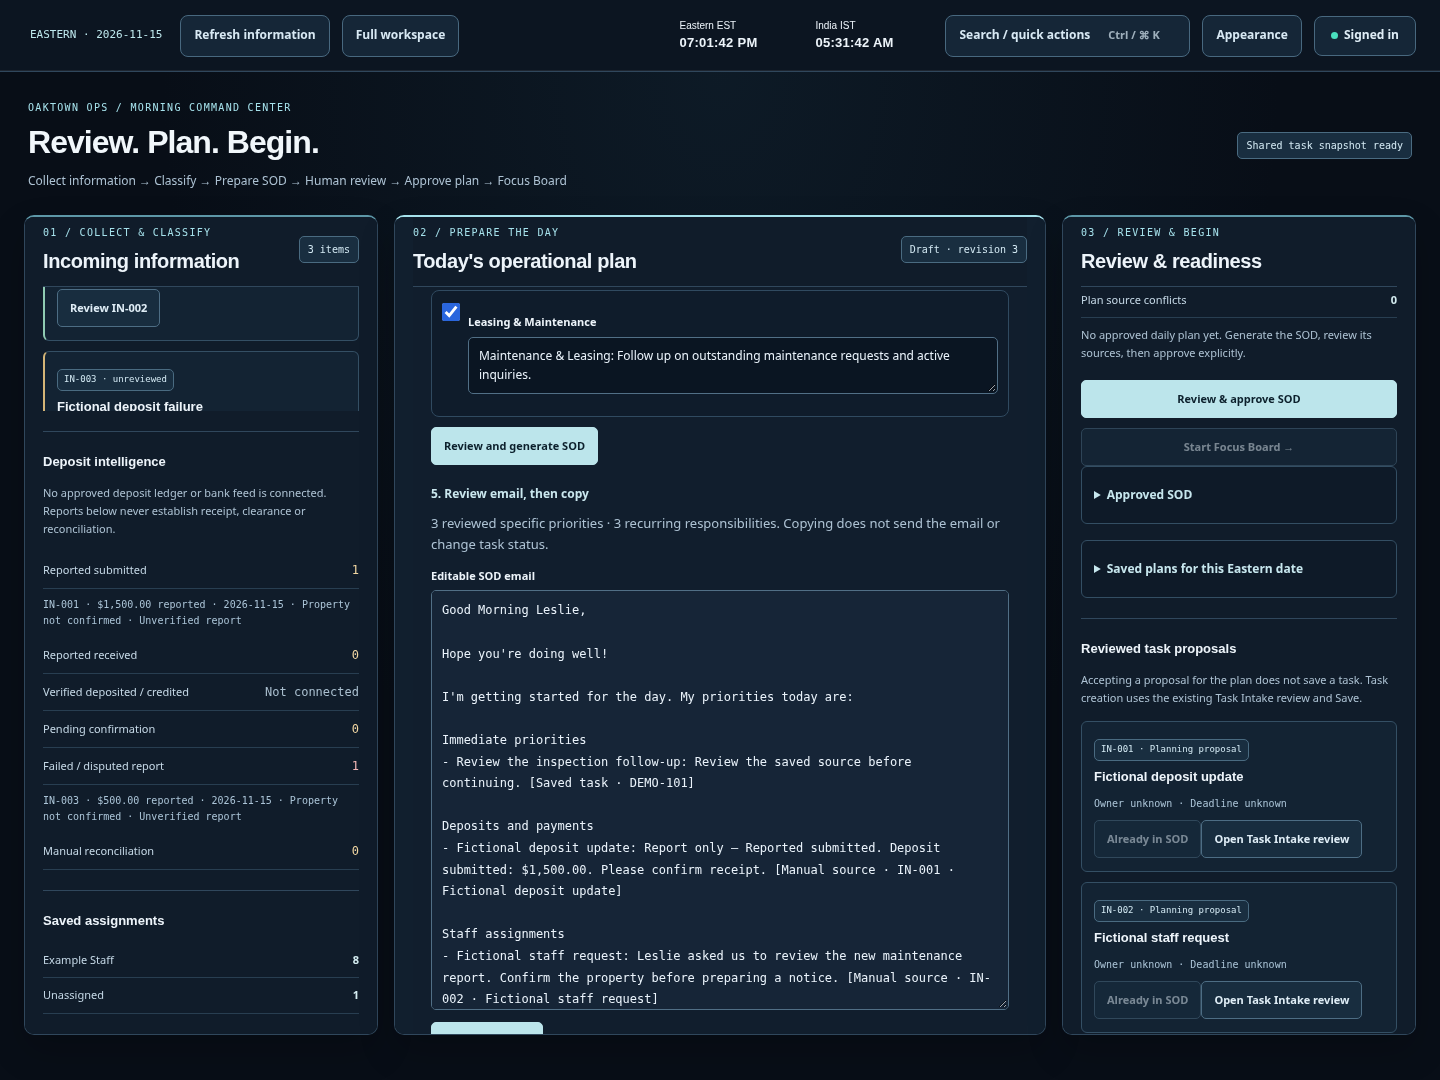 EASTERN · 2026-11-15
Refresh information
Full workspace
Eastern EST
07:01:42 PM
India IST
05:31:42 AM
Search / quick actions Ctrl / ⌘ K
Appearance
Signed in
OAKTOWN OPS / MORNING COMMAND CENTER
Review. Plan. Begin.
Collect information → Classify → Prepare SOD → Human review → Approve plan → Focus Board
Shared task snapshot ready
01 / COLLECT & CLASSIFY
Incoming information
3 items
Review IN-002
IN-003 · unreviewed
Fictional deposit failure
Deposit intelligence
No approved deposit ledger or bank feed is connected.
Reports below never establish receipt, clearance or
reconciliation.
Reported submitted 1
IN-001 · $1,500.00 reported · 2026-11-15 · Property
not confirmed · Unverified report
Reported received 0
Verified deposited / credited Not connected
Pending confirmation 0
Failed / disputed report 1
IN-003 · $500.00 reported · 2026-11-15 · Property
not confirmed · Unverified report
Manual reconciliation 0
Saved assignments
Example Staff 8
Unassigned 1
02 / PREPARE THE DAY
Today's operational plan
Draft · revision 3
Leasing & Maintenance
Maintenance & Leasing: Follow up on outstanding maintenance requests and active
inquiries.
Review and generate SOD
5. Review email, then copy
3 reviewed specific priorities · 3 recurring responsibilities. Copying does not send the email or
change task status.
Editable SOD email
Good Morning Leslie,
Hope you're doing well!
I'm getting started for the day. My priorities today are:
Immediate priorities
- Review the inspection follow-up: Review the saved source before
continuing. [Saved task · DEMO-101]
Deposits and payments
- Fictional deposit update: Report only — Reported submitted. Deposit
submitted: $1,500.00. Please confirm receipt. [Manual source · IN-001 ·
Fictional deposit update]
Staff assignments
- Fictional staff request: Leslie asked us to review the new maintenance
report. Confirm the property before preparing a notice. [Manual source · IN-
002 · Fictional staff request]
03 / REVIEW & BEGIN
Review & readiness
Plan source conflicts 0
No approved daily plan yet. Generate the SOD, review its
sources, then approve explicitly.
Review & approve SOD
Start Focus Board →
▶ Approved SOD
▶ Saved plans for this Eastern date
Reviewed task proposals
Accepting a proposal for the plan does not save a task. Task
creation uses the existing Task Intake review and Save.
IN-001 · Planning proposal
Fictional deposit update
Owner unknown · Deadline unknown
Already in SOD
Open Task Intake review
IN-002 · Planning proposal
Fictional staff request
Owner unknown · Deadline unknown
Already in SOD
Open Task Intake review